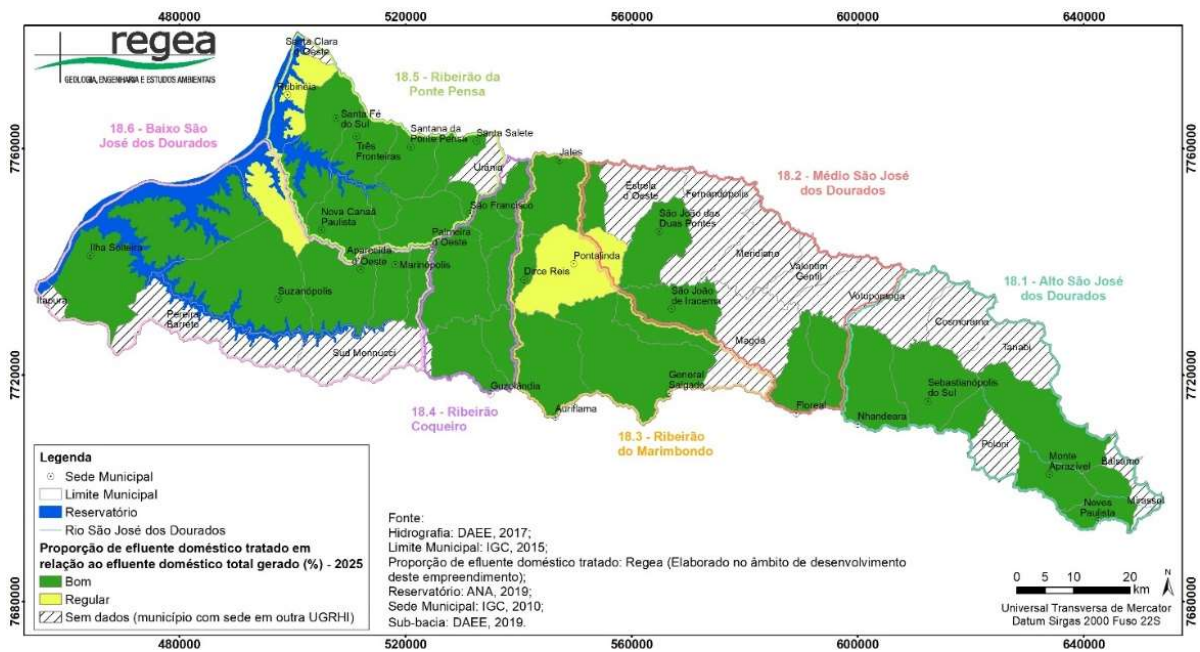 480000
520000
560000
600000
640000
regea
GEOLOGIA, ENGENHARIA E ESTUDOS AMBIENTAIS
Santa Clara
d'Oeste
Rubinéia
18.5 - Ribeirão da
Ponte Pensa
18.6 - Baixo São
José dos Dourados
Santa Fé
do Sul
Santana da
Ponte Pensa
Santa Salete
Três
Fronteiras
Urânia
Jales
7760000
7760000
18.2 - Médio São José
dos Dourados
Estrela
d'Oeste
Fernandópolis
São Francisco
Nova Canaã
Paulista
São João das
Duas Pontes
Palmeira
d'Oeste
Ilha Solteira
Aparecida
d'Oeste
Marinópolis
Dirce Reis
Pontalinda
Meridiano
Valentim
Gentil
Votuporanga
18.1 - Alto São José
dos Dourados
Suzanápolis
São João
de Iracema
Itapura
Pereira
Barreto
Cosmorama
Tanabi
Sud Mennucci
Magda
7720000
7720000
Guzolândia
General
Salgado
Sebastianópolis
do Sul
Auriflama
Floreal
Nhandeara
18.4 - Ribeirão
Coqueiro
18.3 - Ribeirão
do Marimbondo
Poloni
Monte
Aprazível
Bálsamo
Neves
Paulista
Mirassol
Legenda
Sede Municipal
Limite Municipal
Reservatório
Rio São José dos Dourados
Proporção de efluente doméstico tratado em
relação ao efluente doméstico total gerado (%) - 2025
Bom
Regular
Sem dados (município com sede em outra UGRHI)
Fonte:
Hidrografia: DAEE, 2017;
Limite Municipal: IGC, 2015;
Proporção de efluente doméstico tratado: Regea (Elaborado no âmbito de desenvolvimento
deste empreendimento);
Reservatório: ANA, 2019;
Sede Municipal: IGC, 2010;
Sub-bacia: DAEE, 2019.
0 5 10 20
km
N
Universal Transversa de Mercator
Datum Sirgas 2000 Fuso 22S
7680000
7680000
480000
520000
560000
600000
640000